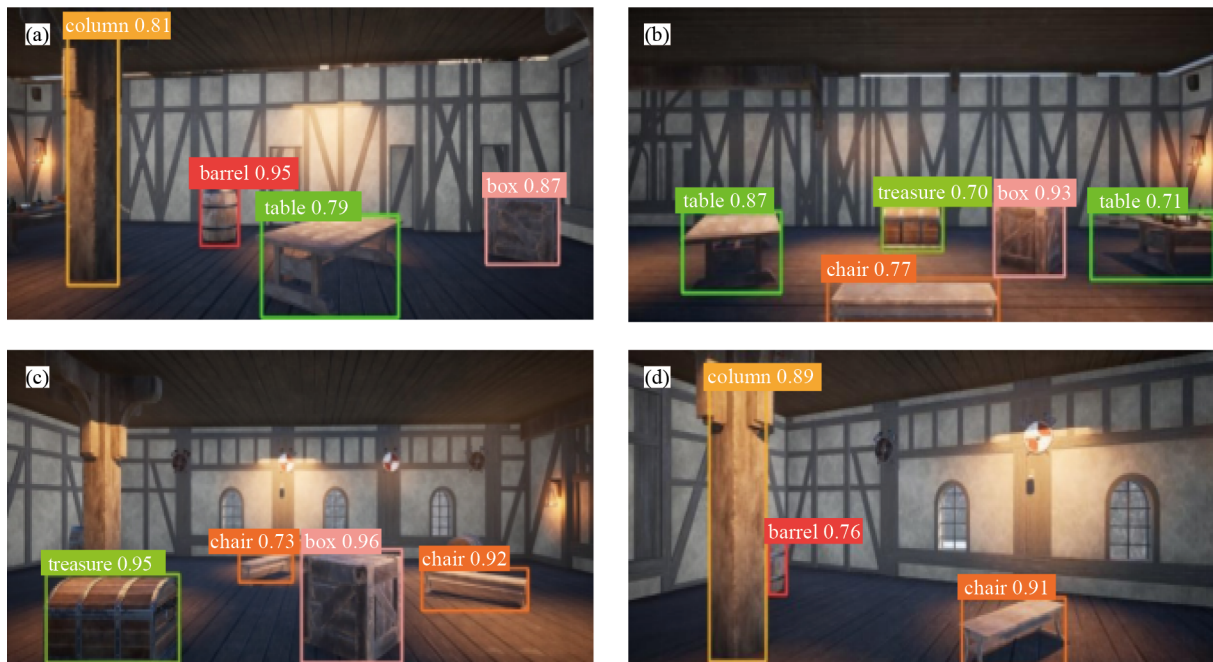 (a)
column 0.81
barrel 0.95
table 0.79
box 0.87
(b)
table 0.87
treasure 0.70
box 0.93
table 0.71
chair 0.77
(c)
treasure 0.95
chair 0.73
box 0.96
chair 0.92
(d)
column 0.89
barrel 0.76
chair 0.91